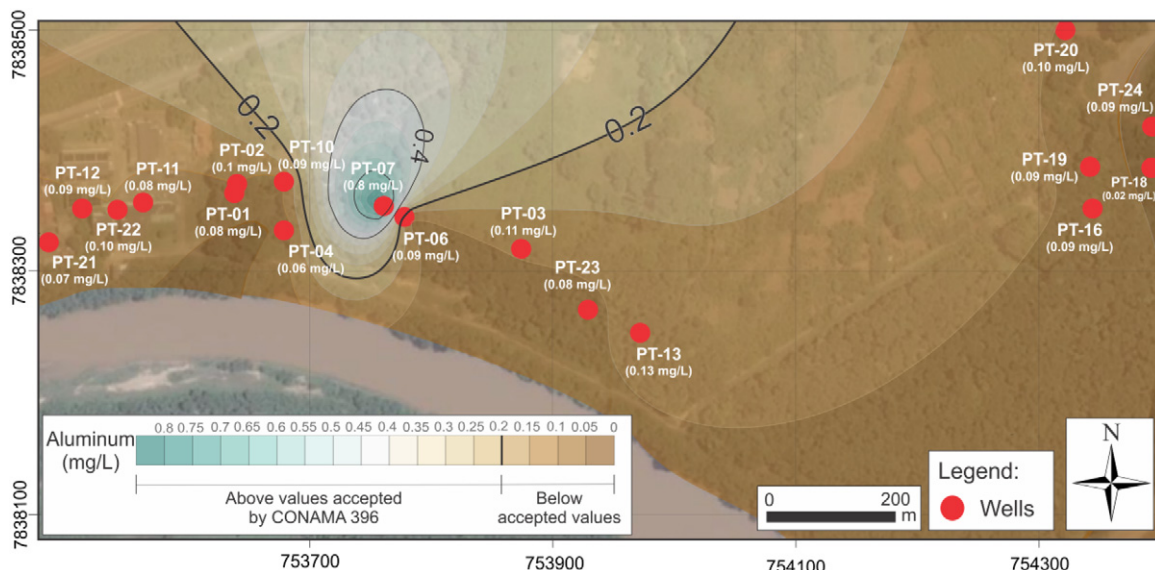 7838500
7838300
7838100
PT-20
(0.10 mg/L)
PT-24
(0.09 mg/L)
0.2
0.4
0.2
PT-02
(0.1 mg/L)
PT-10
(0.09 mg/L)
PT-07
(0.8 mg/L)
PT-12
(0.09 mg/L)
PT-11
(0.08 mg/L)
PT-19
(0.09 mg/L)
PT-18
(0.02 mg/L)
PT-01
(0.08 mg/L)
PT-22
(0.10 mg/L)
PT-03
(0.11 mg/L)
PT-16
(0.09 mg/L)
PT-06
(0.09 mg/L)
PT-04
(0.06 mg/L)
PT-21
(0.07 mg/L)
PT-23
(0.08 mg/L)
PT-13
(0.13 mg/L)
Aluminum
(mg/L)
0.8 0.75 0.7 0.65 0.6 0.55 0.5 0.45 0.4 0.35 0.3 0.25 0.2 0.15 0.1 0.05 0
Above values accepted
by CONAMA 396
Below
accepted values
0 200
m
Legend:
Wells
N
753700 753900 754100 754300